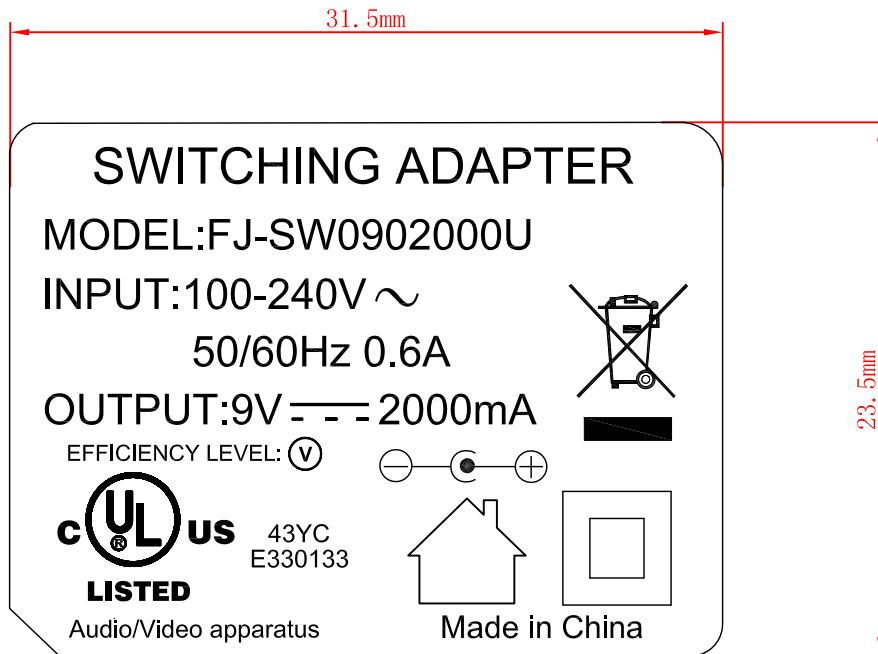 31.5mm
SWITCHING ADAPTER
MODEL:FJ-SW0902000U
INPUT:100-240V ~
50/60Hz 0.6A
OUTPUT:9V ⎓ 2000mA
23.5mm
EFFICIENCY LEVEL: V
C UL ® US
LISTED
43YC
E330133
Audio/Video apparatus
Made in China